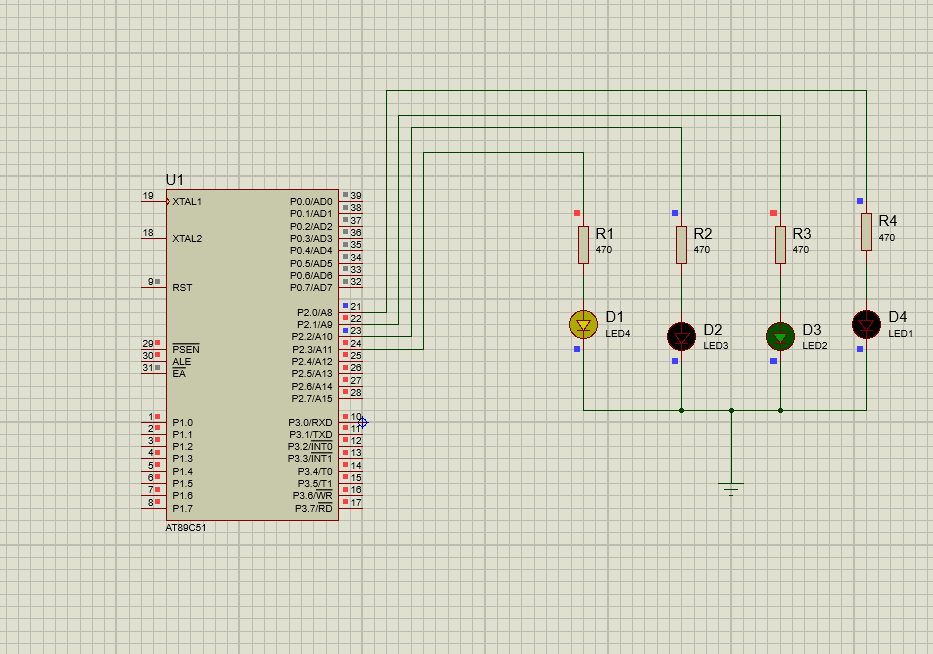 U1
19 XTAL1 P0.0/AD0 39
P0.1/AD1 38
P0.2/AD2 37
18 XTAL2 P0.3/AD3 36
P0.4/AD4 35
P0.5/AD5 34
P0.6/AD6 33
9 RST P0.7/AD7 32
P2.0/A8 21
P2.1/A9 22
P2.2/A10 23
29 PSEN P2.3/A11 24
30 ALE P2.4/A12 25
31 EA P2.5/A13 26
P2.6/A14 27
P2.7/A15 28
1 P1.0 P3.0/RXD 10
2 P1.1 P3.1/TXD 11
3 P1.2 P3.2/INT0 12
4 P1.3 P3.3/INT1 13
5 P1.4 P3.4/T0 14
6 P1.5 P3.5/T1 15
7 P1.6 P3.6/WR 16
8 P1.7 P3.7/RD 17
AT89C51
R1
470
R2
470
R3
470
R4
470
D1
LED4
D2
LED3
D3
LED2
D4
LED1